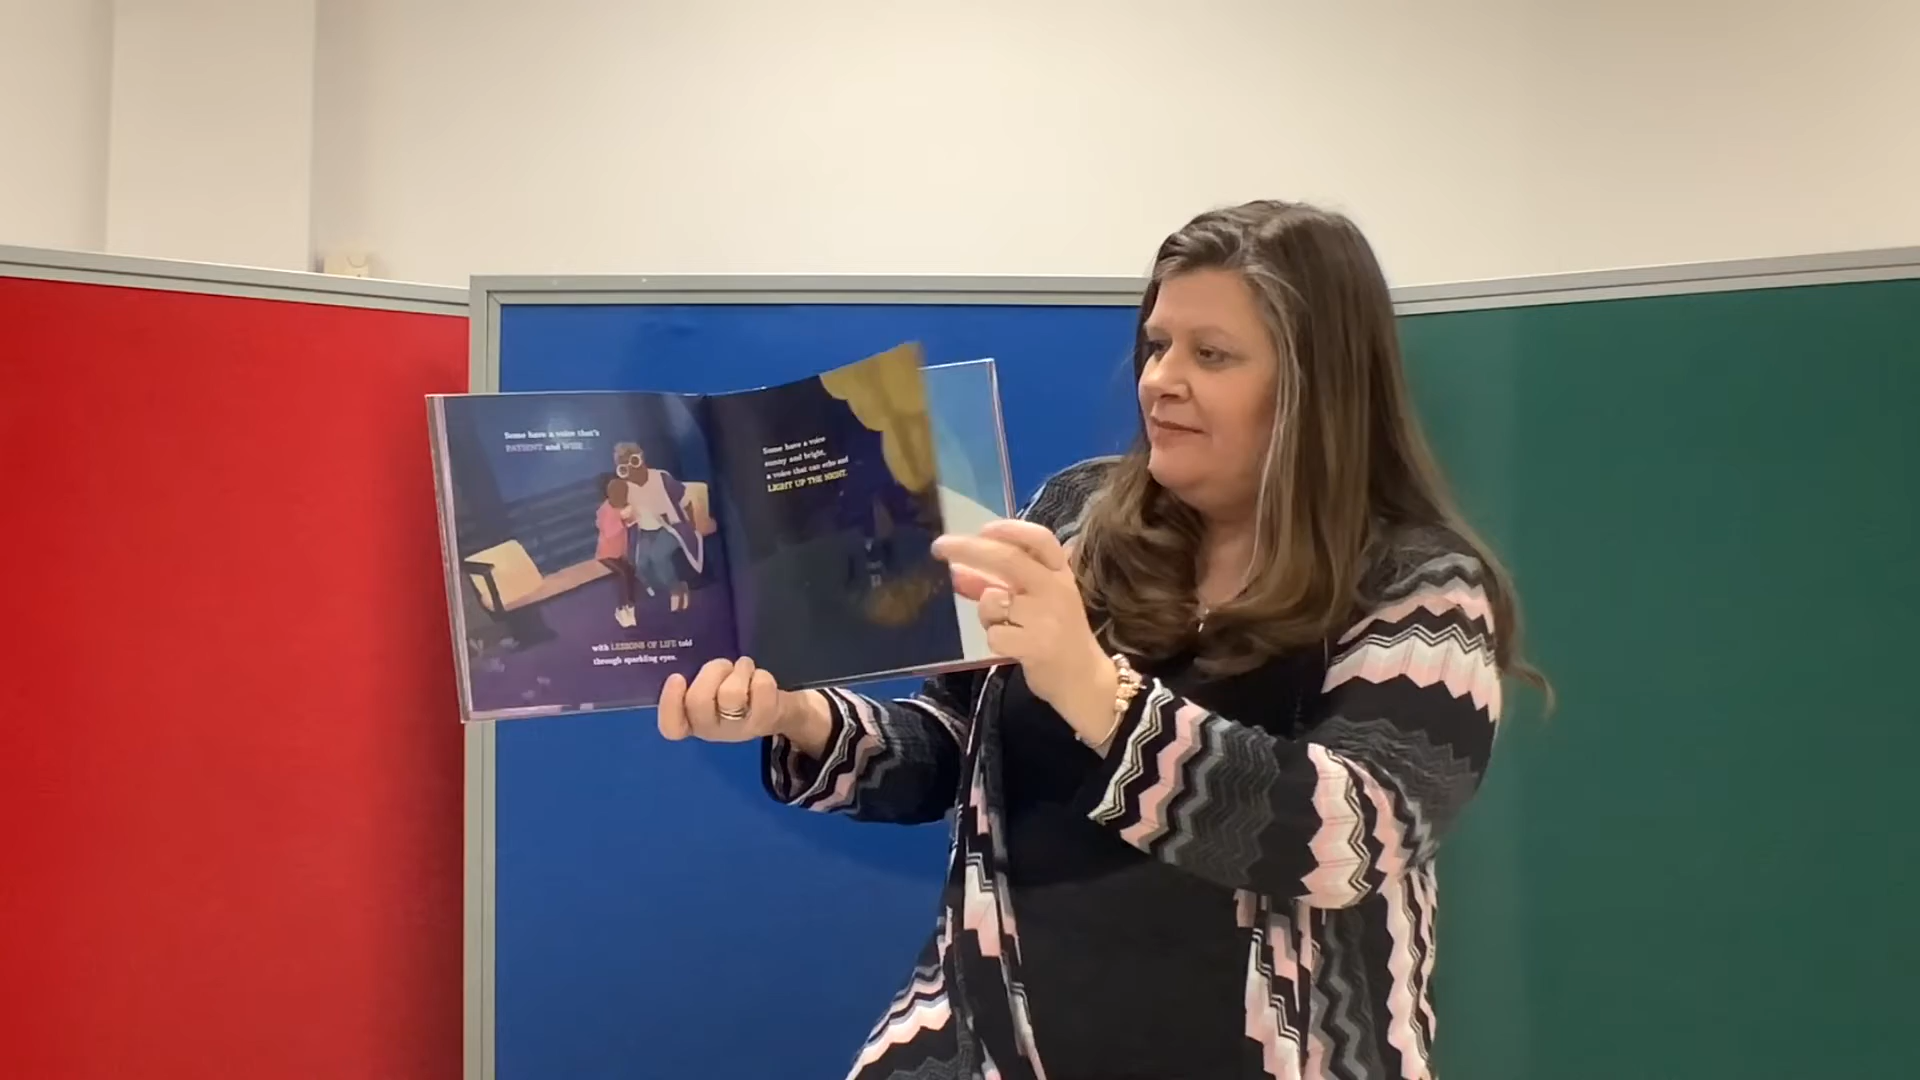 Some have a voice that's
PATIENT and WISE...
with LESSONS OF LIFE told
through sparkling eyes.
Some have a voice
sunny and bright,
a voice that can echo and
LIGHT UP THE NIGHT.